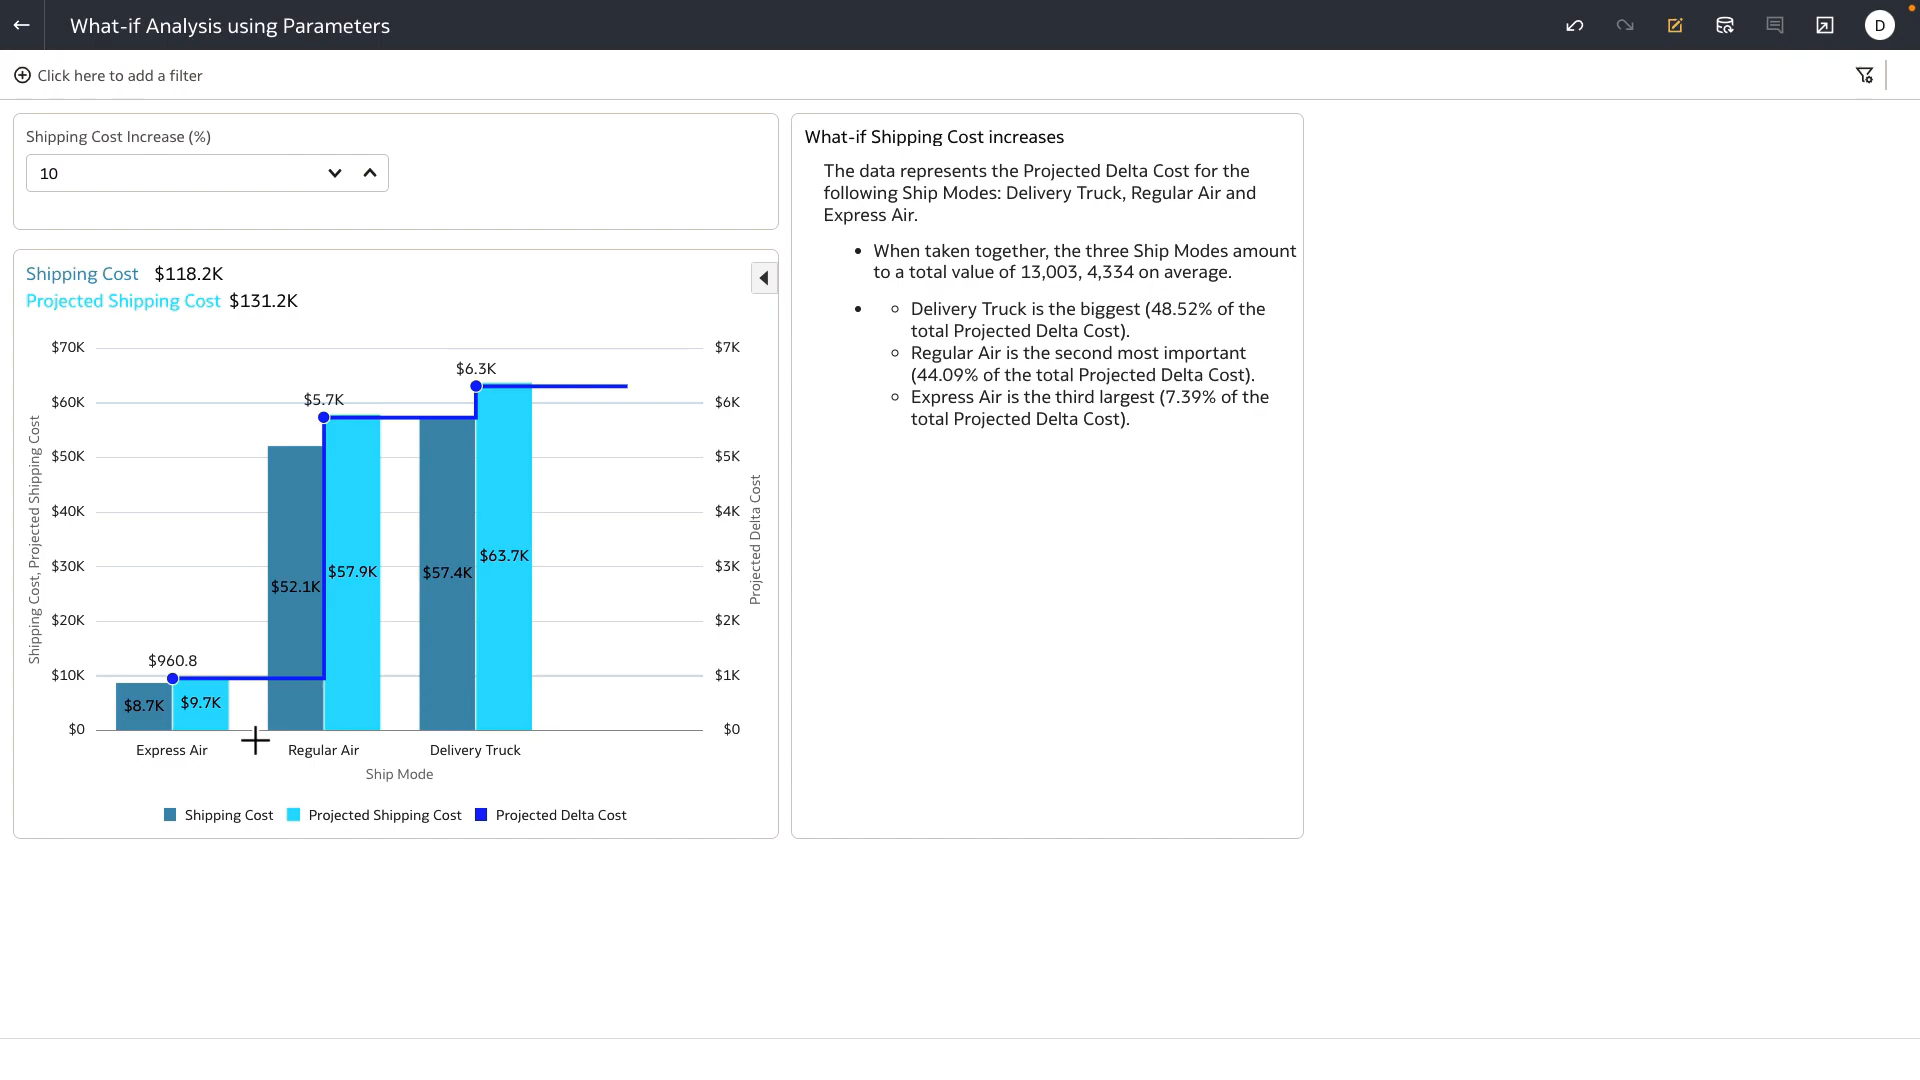 What-if Analysis using Parameters
D
Click here to add a filter
Shipping Cost Increase (%)
10
Shipping Cost $118.2K
Projected Shipping Cost $131.2K
$70K
$60K
$50K
$40K
$30K
$20K
$10K
$0
Shipping Cost, Projected Shipping Cost
$960.8
$5.7K
$6.3K
$8.7K
$9.7K
$52.1K
$57.9K
$57.4K
$63.7K
$7K
$6K
$5K
$4K
$3K
$2K
$1K
$0
Projected Delta Cost
Express Air
Regular Air
Delivery Truck
Ship Mode
Shipping Cost
Projected Shipping Cost
Projected Delta Cost
What-if Shipping Cost increases
The data represents the Projected Delta Cost for the
following Ship Modes: Delivery Truck, Regular Air and
Express Air.
When taken together, the three Ship Modes amount
to a total value of 13,003, 4,334 on average.
Delivery Truck is the biggest (48.52% of the
total Projected Delta Cost).
Regular Air is the second most important
(44.09% of the total Projected Delta Cost).
Express Air is the third largest (7.39% of the
total Projected Delta Cost).